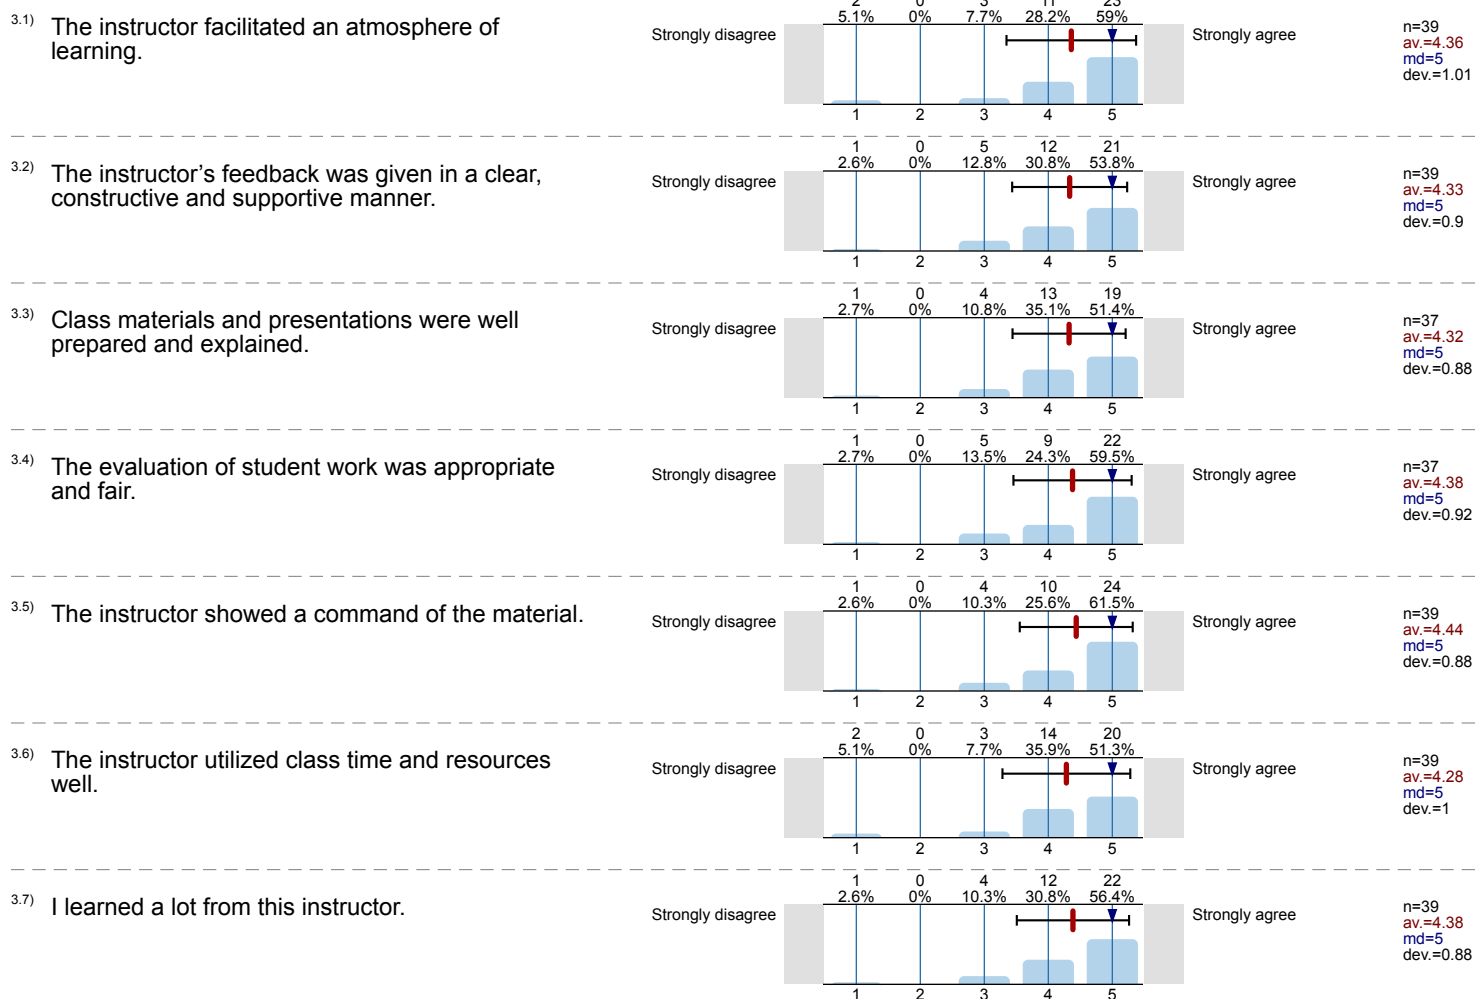 2 0 3 11 23
5.1% 0% 7.7% 28.2% 59%
3.1) The instructor facilitated an atmosphere of
learning.
Strongly disagree Strongly agree
n=39
av.=4.36
md=5
dev.=1.01
1 2 3 4 5
1 0 5 12 21
2.6% 0% 12.8% 30.8% 53.8%
3.2) The instructor’s feedback was given in a clear,
constructive and supportive manner.
Strongly disagree Strongly agree
n=39
av.=4.33
md=5
dev.=0.9
1 2 3 4 5
1 0 4 13 19
2.7% 0% 10.8% 35.1% 51.4%
3.3) Class materials and presentations were well
prepared and explained.
Strongly disagree Strongly agree
n=37
av.=4.32
md=5
dev.=0.88
1 2 3 4 5
1 0 5 9 22
2.7% 0% 13.5% 24.3% 59.5%
3.4) The evaluation of student work was appropriate
and fair.
Strongly disagree Strongly agree
n=37
av.=4.38
md=5
dev.=0.92
1 2 3 4 5
1 0 4 10 24
2.6% 0% 10.3% 25.6% 61.5%
3.5) The instructor showed a command of the material.
Strongly disagree Strongly agree
n=39
av.=4.44
md=5
dev.=0.88
1 2 3 4 5
2 0 3 14 20
5.1% 0% 7.7% 35.9% 51.3%
3.6) The instructor utilized class time and resources
well.
Strongly disagree Strongly agree
n=39
av.=4.28
md=5
dev.=1
1 2 3 4 5
1 0 4 12 22
2.6% 0% 10.3% 30.8% 56.4%
3.7) I learned a lot from this instructor.
Strongly disagree Strongly agree
n=39
av.=4.38
md=5
dev.=0.88
1 2 3 4 5